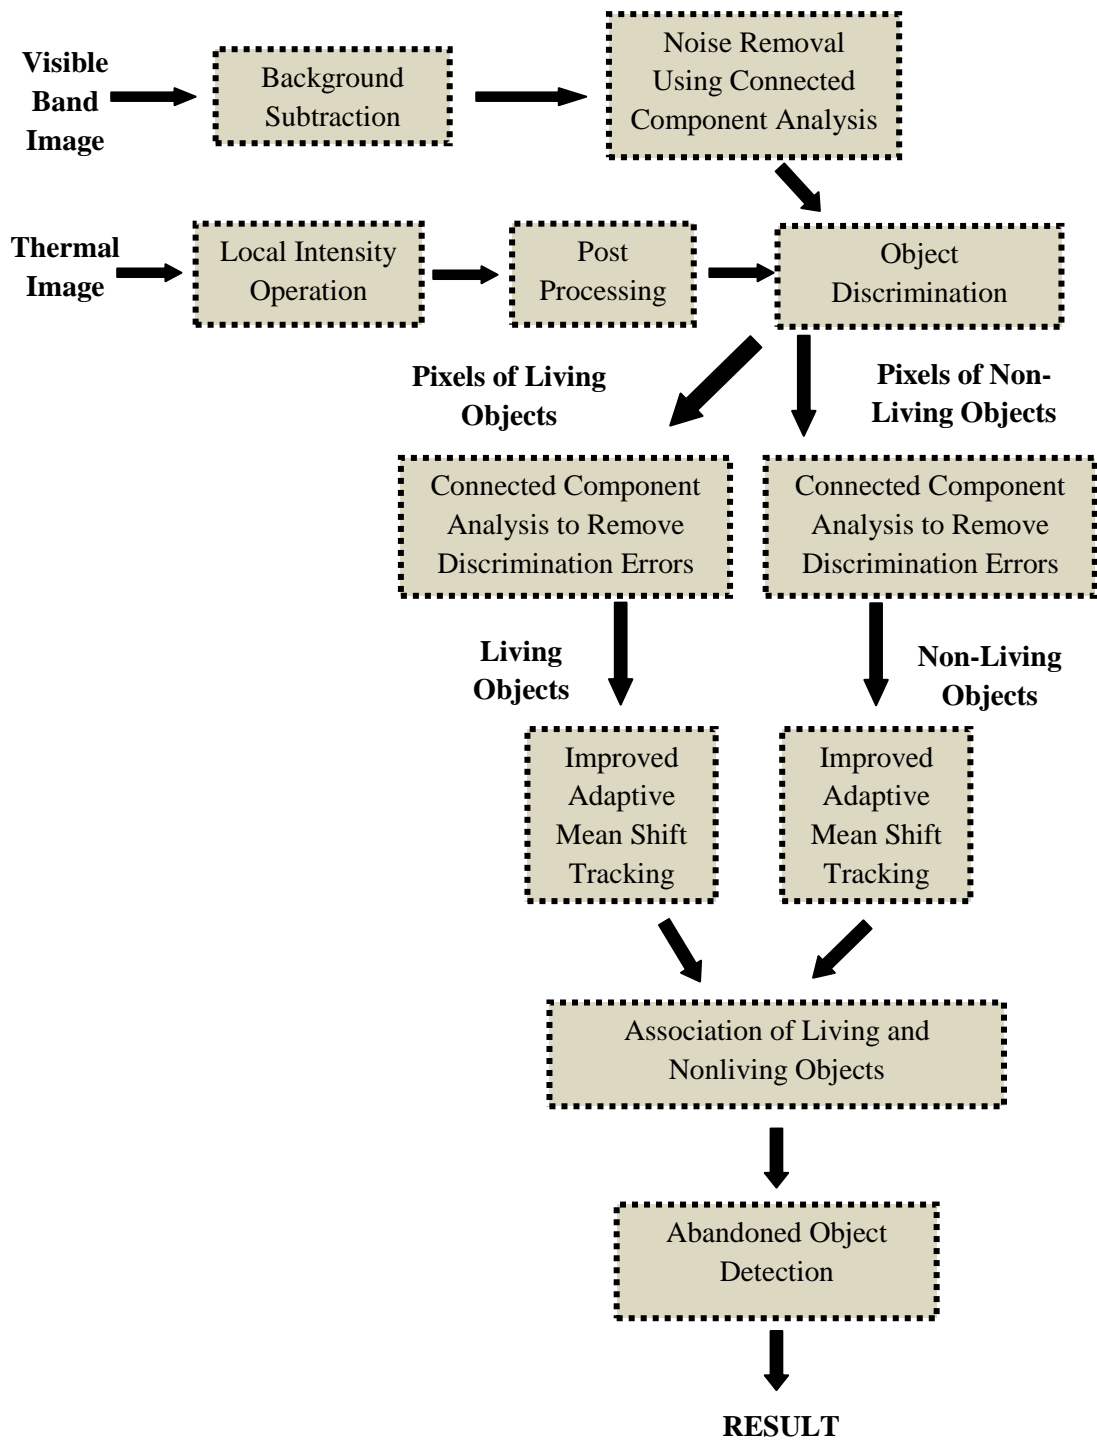 Visible
Band
Image
Background
Subtraction
Noise Removal
Using Connected
Component Analysis
Thermal
Image
Local Intensity
Operation
Post
Processing
Object
Discrimination
Pixels of Living
Objects
Pixels of Non-
Living Objects
Connected Component
Analysis to Remove
Discrimination Errors
Connected Component
Analysis to Remove
Discrimination Errors
Living
Objects
Non-Living
Objects
Improved
Adaptive
Mean Shift
Tracking
Improved
Adaptive
Mean Shift
Tracking
Association of Living and
Nonliving Objects
Abandoned Object
Detection
RESULT